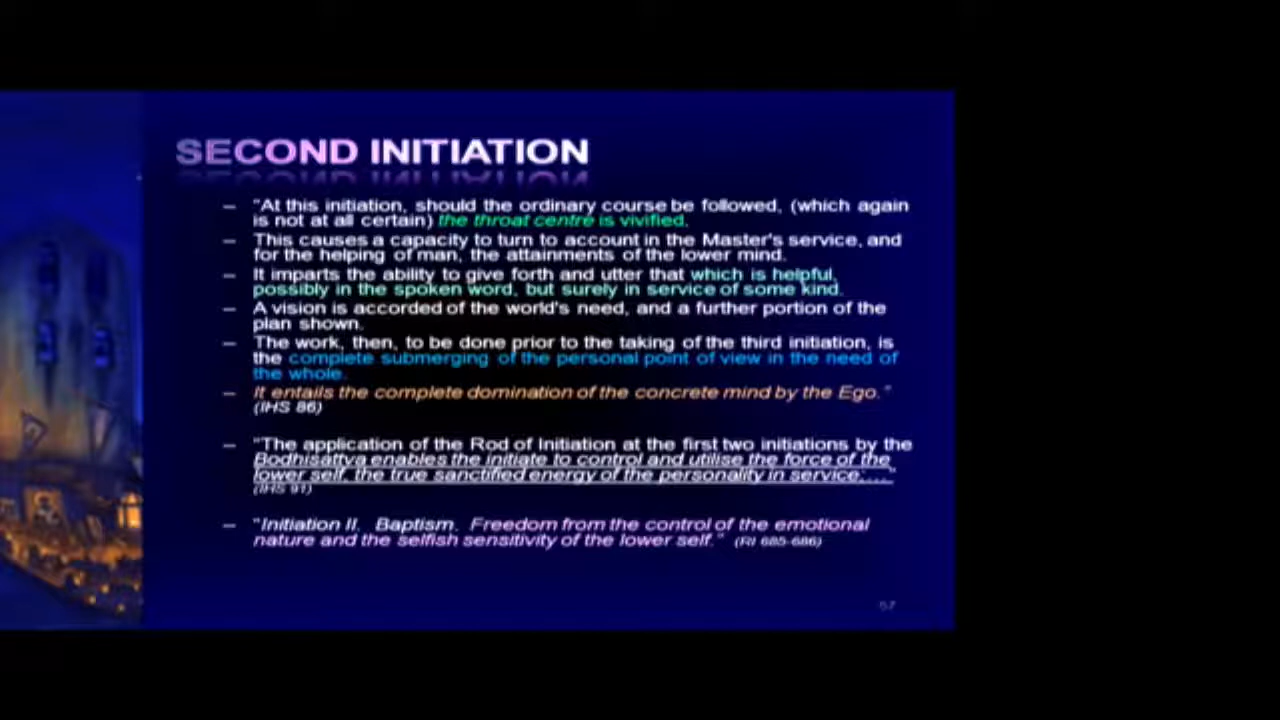 SECOND INITIATION
– "At this initiation, should the ordinary course be followed, (which again
is not at all certain) the throat centre is vivified.
– This causes a capacity to turn to account in the Master's service, and
for the helping of man, the attainments of the lower mind.
– It imparts the ability to give forth and utter that which is helpful,
possibly in the spoken word, but surely in service of some kind.
– A vision is accorded of the world's need, and a further portion of the
plan shown.
– The work, then, to be done prior to the taking of the third initiation, is
the complete submerging of the personal point of view in the need of
the whole.
– It entails the complete domination of the concrete mind by the Ego."
(IHS 86)
– "The application of the Rod of Initiation at the first two initiations by the
Bodhisattva enables the initiate to control and utilise the force of the
lower self, the true sanctified energy of the personality in service...."
(IHS 91)
– "Initiation II. Baptism. Freedom from the control of the emotional
nature and the selfish sensitivity of the lower self." (RI 685-686)
57